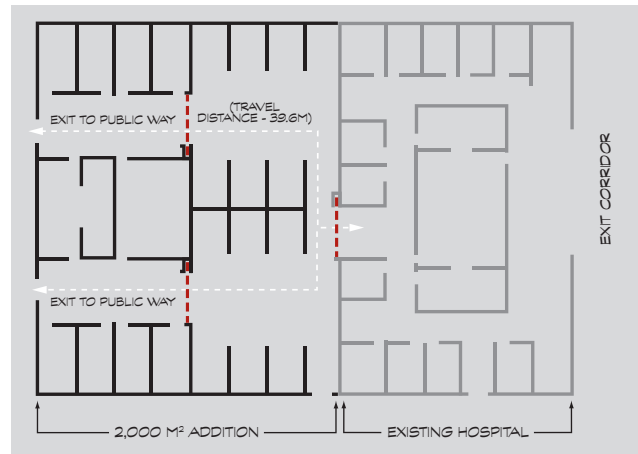 EXIT TO PUBLIC WAY
(TRAVEL
DISTANCE - 39.6M)
EXIT CORRIDOR
EXIT TO PUBLIC WAY
2,000 M² ADDITION
EXISTING HOSPITAL